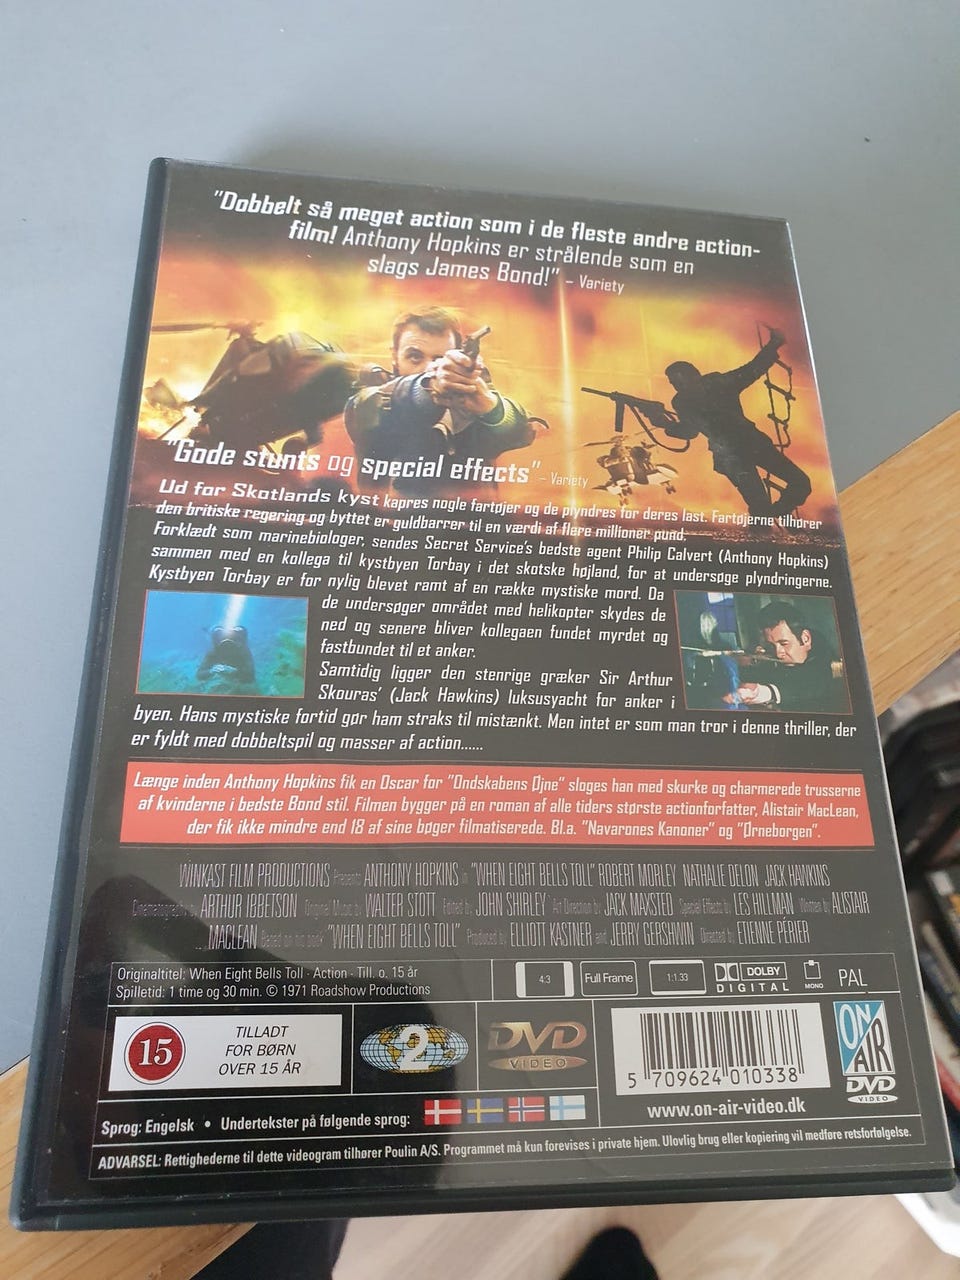 "Dobbelt så meget action som i de fleste andre action-
film! Anthony Hopkins er strålende som en
slags James Bond!" – Variety
"Gode stunts og special effects" – Variety
Ud for Skotlands kyst kapres nogle fartøjer og de plyndres for deres last. Fartøjerne tilhører
den britiske regering og byttet er guldbarrer til en værdi af flere millioner pund.
Forklædt som marinebiologer, sendes Secret Service's bedste agent Philip Calvert (Anthony Hopkins)
sammen med en kollega til kystbyen Torbay i det skotske højland, for at undersøge plyndringerne.
Kystbyen Torbay er for nylig blevet ramt af en række mystiske mord. Da
de undersøger området med helikopter skydes de
ned og senere bliver kollegaen fundet myrdet og
fastbundet til et anker.
Samtidig ligger den stenrige græker Sir Arthur
Skouras' (Jack Hawkins) luksusyacht for anker i
byen. Hans mystiske fortid gør ham straks til mistænkt. Men intet er som man tror i denne thriller, der
er fyldt med dobbeltspil og masser af action......
Længe inden Anthony Hopkins fik en Oscar for "Ondskabens Øjne" sloges han med skurke og charmerede trusserne
af kvinderne i bedste Bond stil. Filmen bygger på en roman af alle tiders største actionforfatter, Alistair MacLean,
der fik ikke mindre end 18 af sine bøger filmatiserede. Bl.a. "Navarones Kanoner" og "Ørneborgen".
WINKAST FILM PRODUCTIONS Presents ANTHONY HOPKINS in "WHEN EIGHT BELLS TOLL" ROBERT MORLEY NATHALIE DELON JACK HAWKINS
Cinematography by ARTHUR IBBETSON Original Music by WALTER STOTT Edited by JOHN SHIRLEY Art Direction by JACK MAXSTED Special Effects by LES HILLMAN Written by ALISTAIR
MACLEAN Based on his book "WHEN EIGHT BELLS TOLL" Produced by ELLIOTT KASTNER and JERRY GERSHWIN Directed by ETIENNE PÉRIER
Originaltitel: When Eight Bells Toll · Action · Till. o. 15 år
Spilletid: 1 time og 30 min. © 1971 Roadshow Productions
4:3
Full Frame
1:1.33
DOLBY
DIGITAL
MONO
PAL
15
TILLADT
FOR BØRN
OVER 15 ÅR
2
DVD
VIDEO
5 709624 010338
ON
AIR
DVD
VIDEO
www.on-air-video.dk
Sprog: Engelsk • Undertekster på følgende sprog:
ADVARSEL: Rettighederne til dette videogram tilhører Poulin A/S. Programmet må kun forevises i private hjem. Ulovlig brug eller kopiering vil medføre retsforfølgelse.